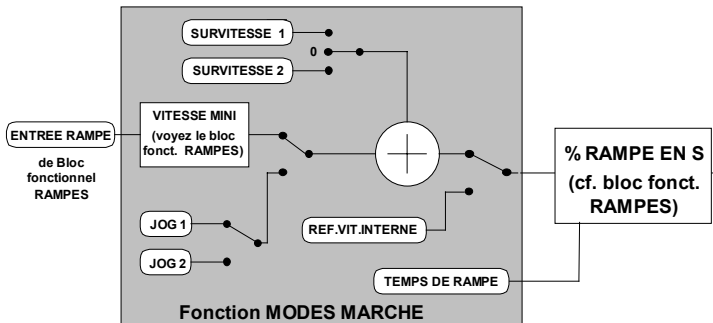 SURVITESSE 1
0
SURVITESSE 2
ENTREE RAMPE
de Bloc
fonctionnel
RAMPES
VITESSE MINI
(voyez le bloc
fonct. RAMPES)
JOG 1
JOG 2
REF.VIT.INTERNE
TEMPS DE RAMPE
% RAMPE EN S
(cf. bloc fonct.
RAMPES)
Fonction MODES MARCHE